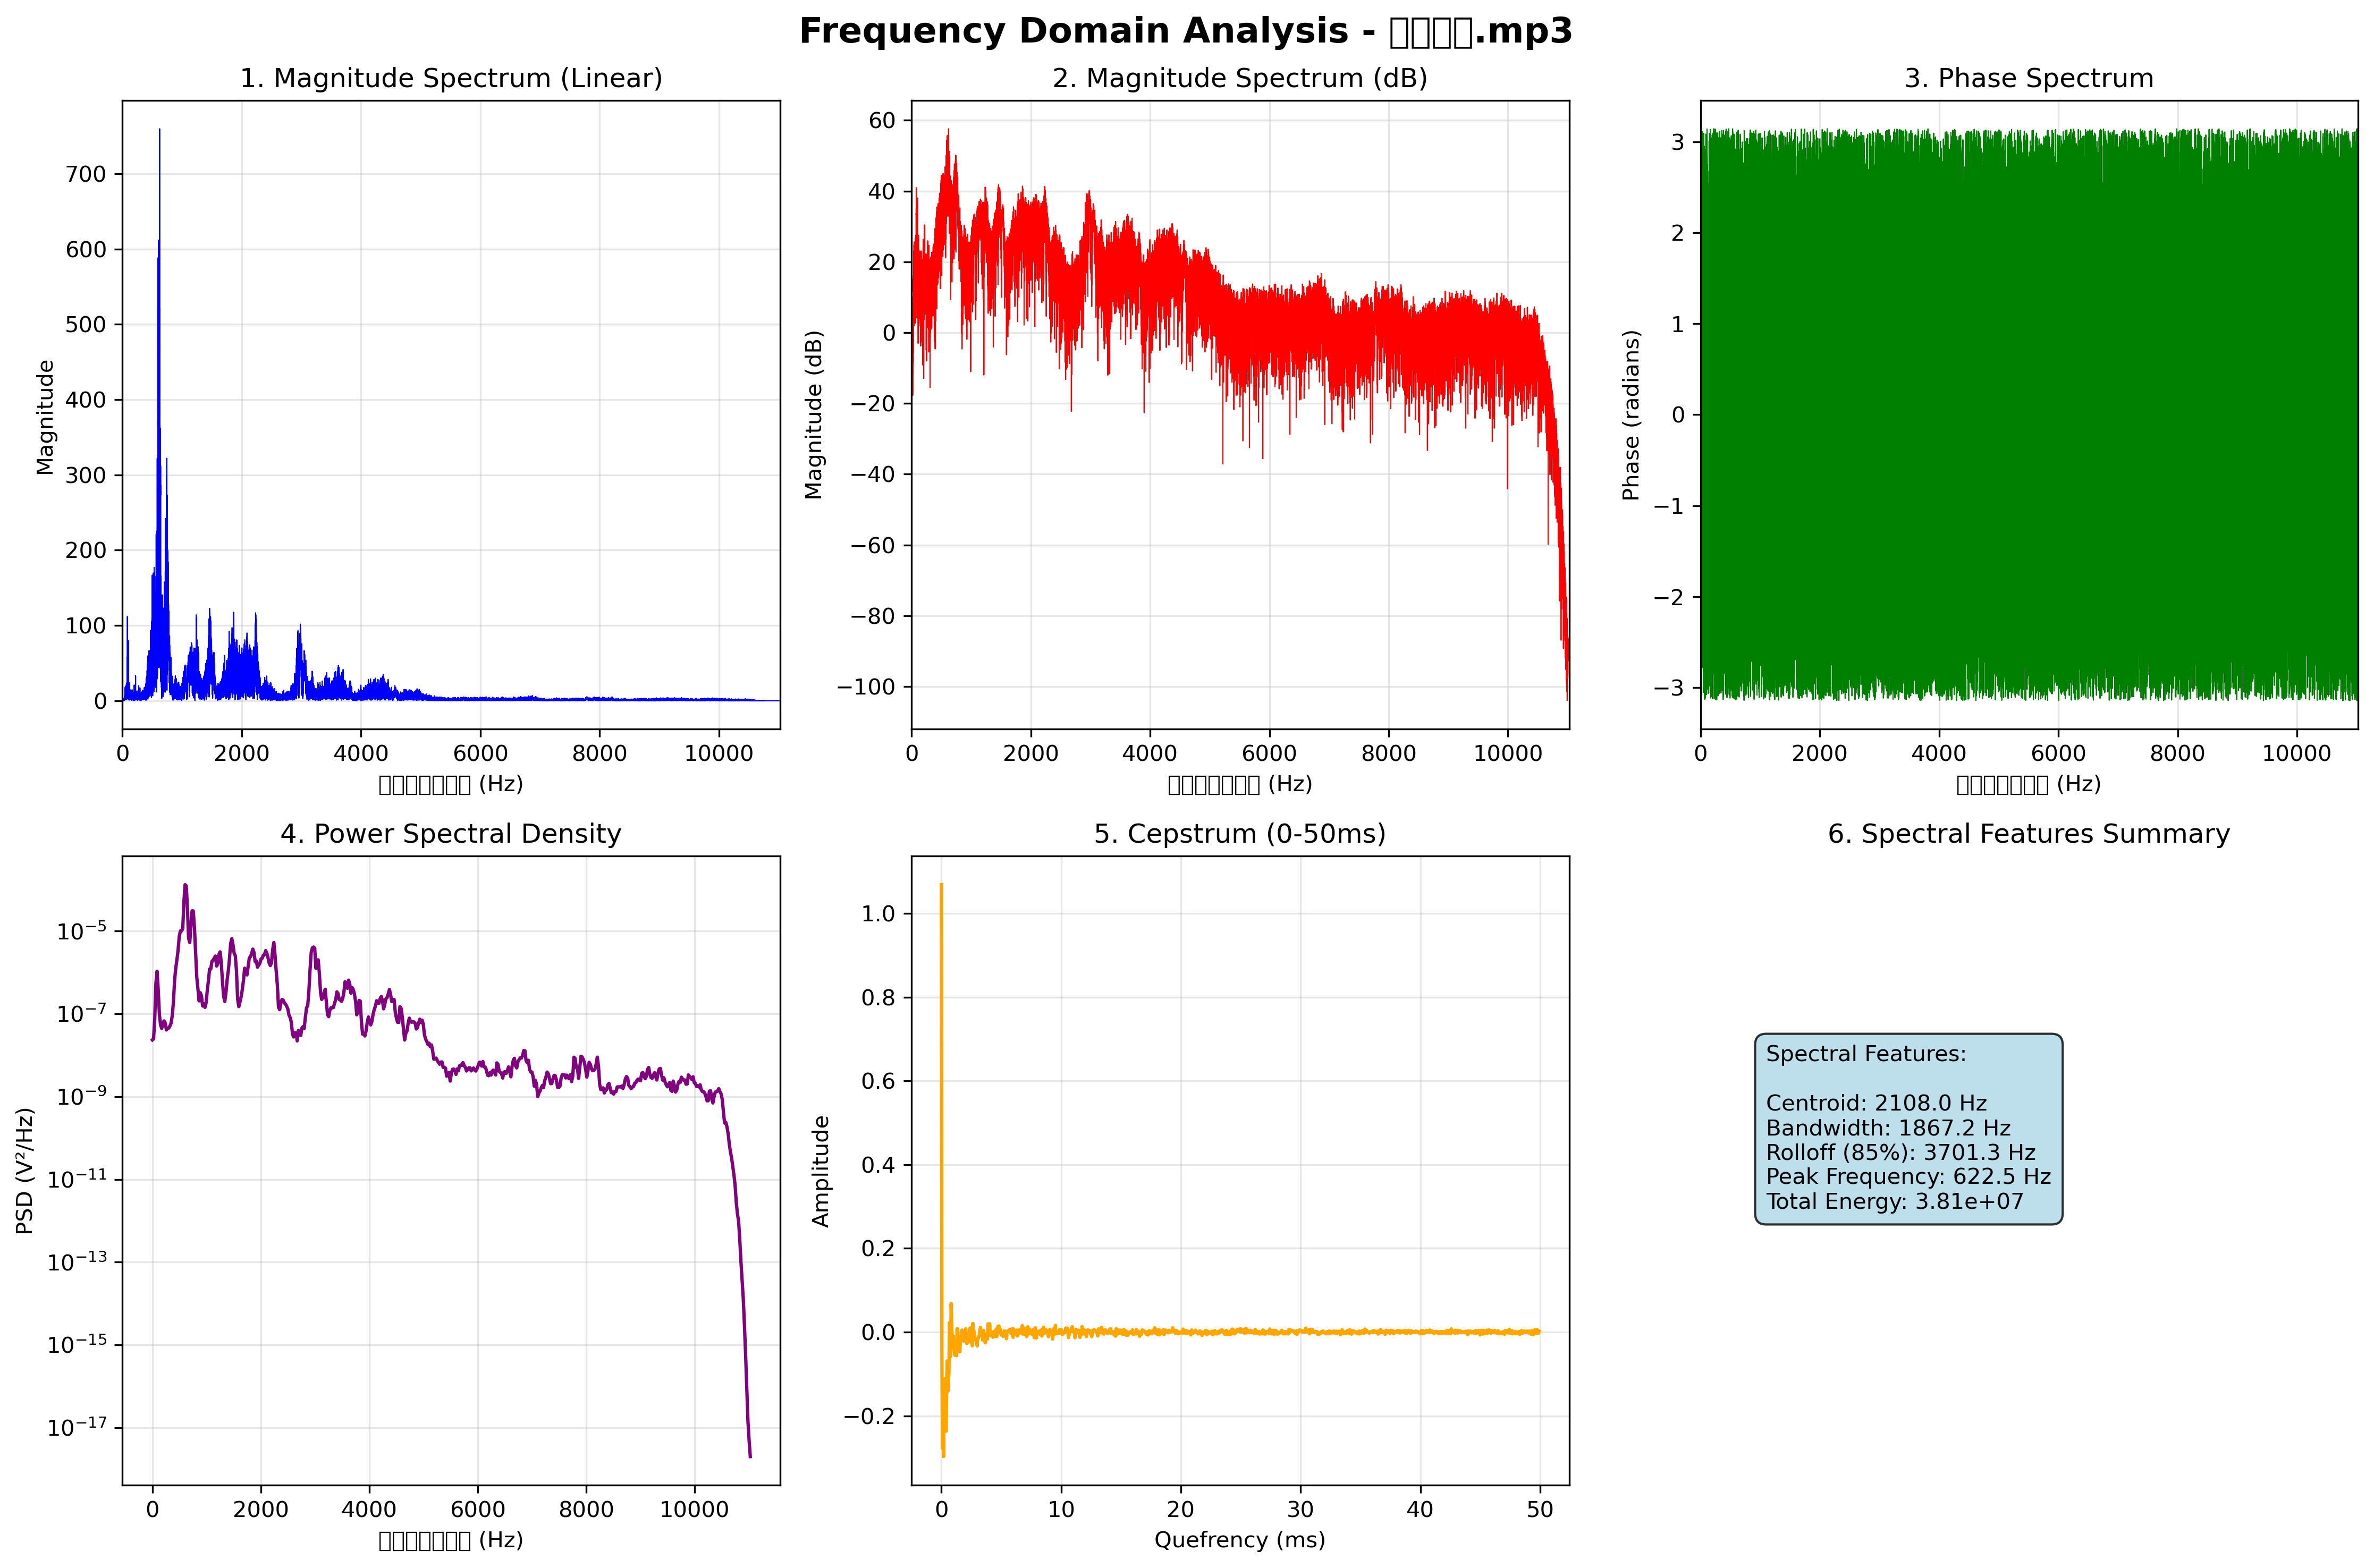 Frequency Domain Analysis - .mp3
1. Magnitude Spectrum (Linear)
Magnitude
700
600
500
400
300
200
100
0
0 2000 4000 6000 8000 10000
(Hz)
2. Magnitude Spectrum (dB)
Magnitude (dB)
60
40
20
0
−20
−40
−60
−80
−100
0 2000 4000 6000 8000 10000
(Hz)
3. Phase Spectrum
Phase (radians)
3
2
1
0
−1
−2
−3
0 2000 4000 6000 8000 10000
(Hz)
4. Power Spectral Density
PSD (V²/Hz)
10⁻⁵
10⁻⁷
10⁻⁹
10⁻¹¹
10⁻¹³
10⁻¹⁵
10⁻¹⁷
0 2000 4000 6000 8000 10000
(Hz)
5. Cepstrum (0-50ms)
Amplitude
1.0
0.8
0.6
0.4
0.2
0.0
−0.2
0 10 20 30 40 50
Quefrency (ms)
6. Spectral Features Summary
Spectral Features:
Centroid: 2108.0 Hz
Bandwidth: 1867.2 Hz
Rolloff (85%): 3701.3 Hz
Peak Frequency: 622.5 Hz
Total Energy: 3.81e+07